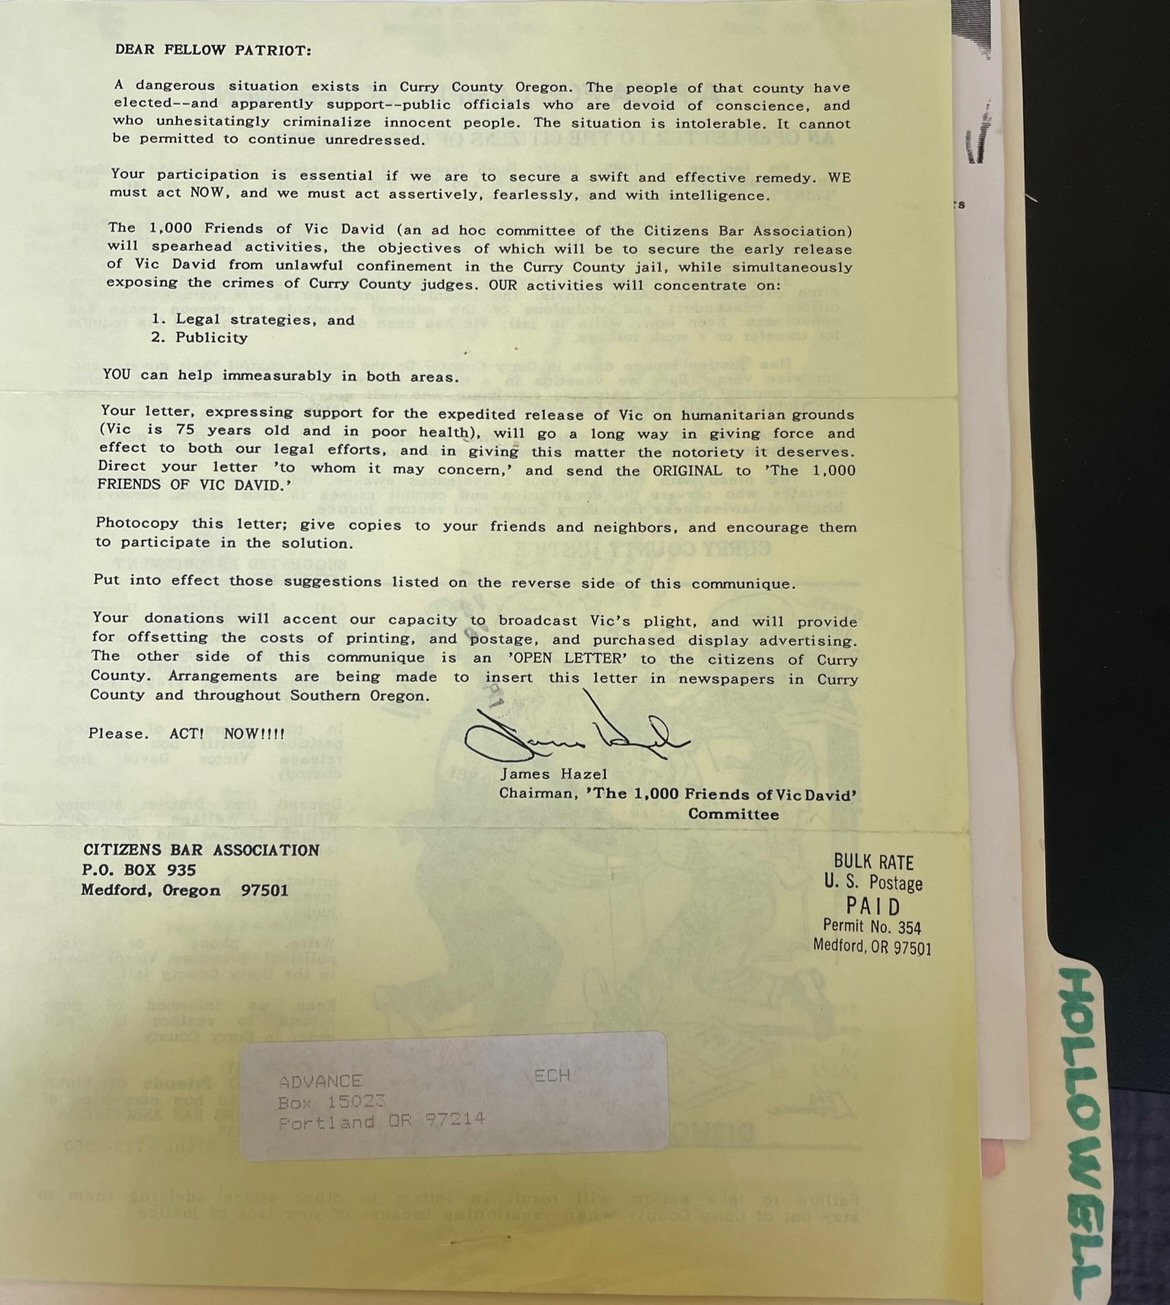 DEAR FELLOW PATRIOT:
A dangerous situation exists in Curry County Oregon. The people of that county have
elected--and apparently support--public officials who are devoid of conscience, and
who unhesitatingly criminalize innocent people. The situation is intolerable. It cannot
be permitted to continue unredressed.
Your participation is essential if we are to secure a swift and effective remedy. WE
must act NOW, and we must act assertively, fearlessly, and with intelligence.
The 1,000 Friends of Vic David (an ad hoc committee of the Citizens Bar Association)
will spearhead activities, the objectives of which will be to secure the early release
of Vic David from unlawful confinement in the Curry County jail, while simultaneously
exposing the crimes of Curry County judges. OUR activities will concentrate on:
1. Legal strategies, and
2. Publicity
YOU can help immeasurably in both areas.
Your letter, expressing support for the expedited release of Vic on humanitarian grounds
(Vic is 75 years old and in poor health), will go a long way in giving force and
effect to both our legal efforts, and in giving this matter the notoriety it deserves.
Direct your letter 'to whom it may concern,' and send the ORIGINAL to 'The 1,000
FRIENDS OF VIC DAVID.'
Photocopy this letter; give copies to your friends and neighbors, and encourage them
to participate in the solution.
Put into effect those suggestions listed on the reverse side of this communique.
Your donations will accent our capacity to broadcast Vic's plight, and will provide
for offsetting the costs of printing, and postage, and purchased display advertising.
The other side of this communique is an 'OPEN LETTER' to the citizens of Curry
County. Arrangements are being made to insert this letter in newspapers in Curry
County and throughout Southern Oregon.
Please. ACT! NOW!!!!
James Hazel
James Hazel
Chairman, 'The 1,000 Friends of Vic David'
Committee
CITIZENS BAR ASSOCIATION
P.O. BOX 935
Medford, Oregon 97501
BULK RATE
U. S. Postage
PAID
Permit No. 354
Medford, OR 97501
ADVANCE ECH
Box 15023
Portland OR 97214
HOLLOWELL